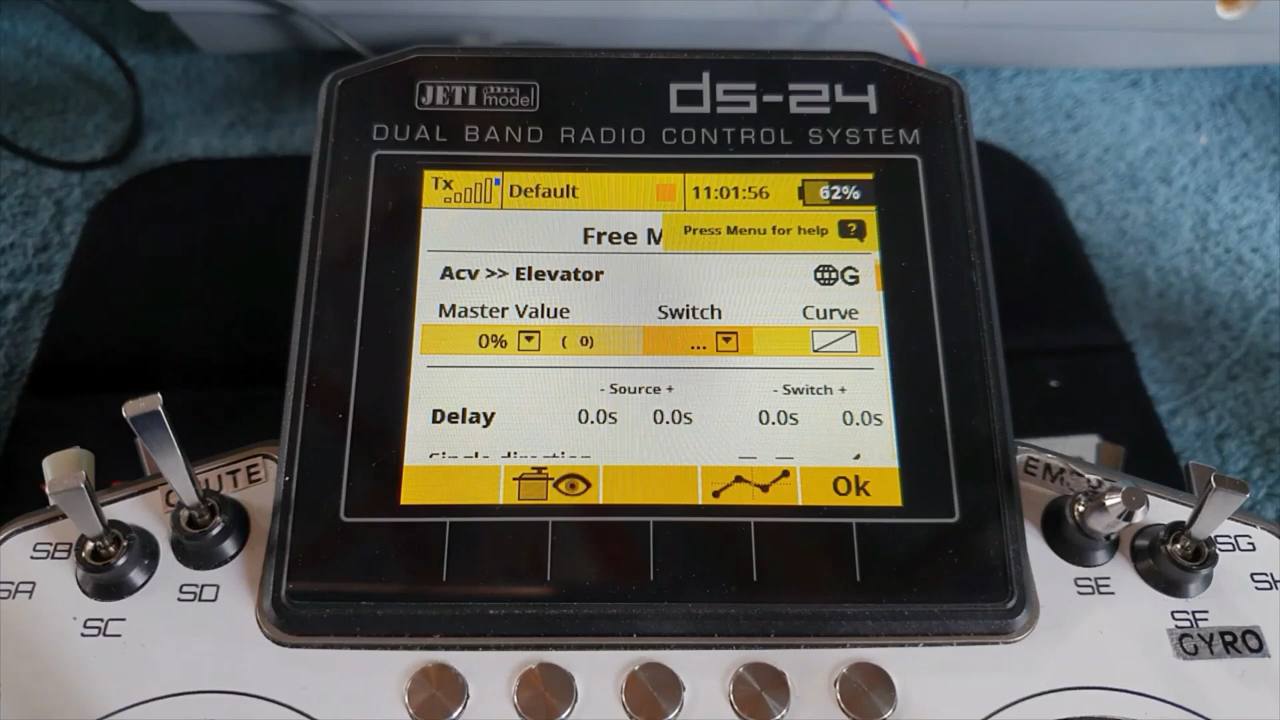 JETI model
ds-24
DUAL BAND RADIO CONTROL SYSTEM
Tx Default 11:01:56 62%
Free M Press Menu for help ?
Acv >> Elevator G
Master Value Switch Curve
0% ( 0) ...
- Source + - Switch +
Delay 0.0s 0.0s 0.0s 0.0s
Ok
SB
SA
SC
SD
SE
SG
SF
GYRO